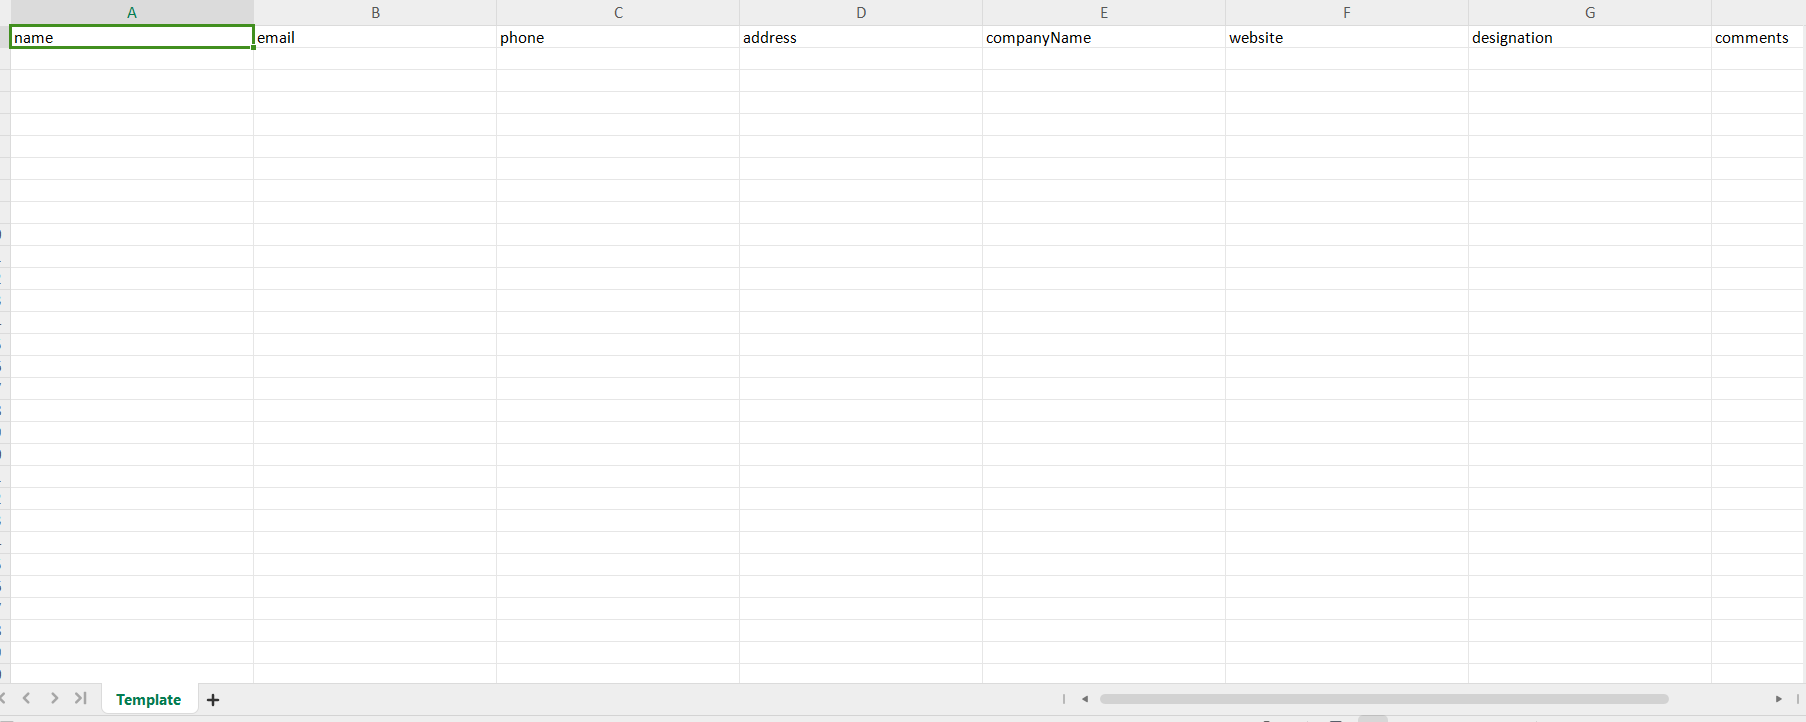 A B C D E F G
name email phone address companyName website designation comments
Template